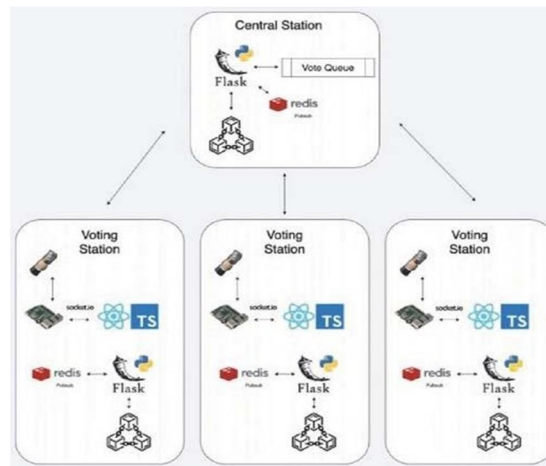 Central Station
Vote Queue
Flask
redis
Pubsub
Voting
Station
socket.io
TS
redis
Pubsub
Flask
Voting
Station
socket.io
TS
redis
Pubsub
Flask
Voting
Station
socket.io
TS
redis
Pubsub
Flask